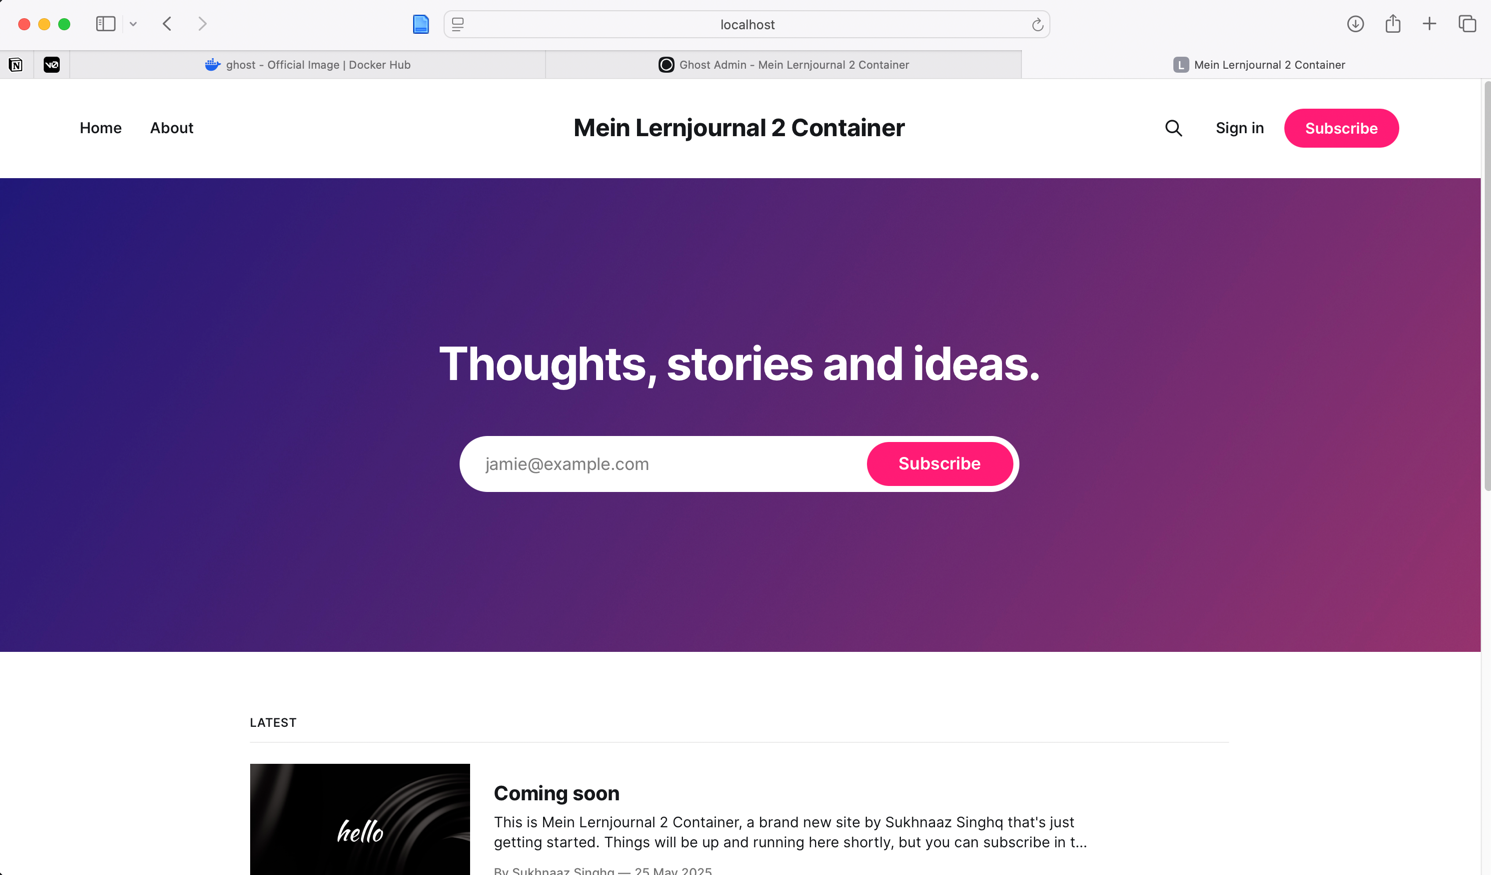 localhost
ghost - Official Image | Docker Hub
Ghost Admin - Mein Lernjournal 2 Container
L Mein Lernjournal 2 Container
Home About Mein Lernjournal 2 Container Sign in Subscribe
Thoughts, stories and ideas.
jamie@example.com Subscribe
LATEST
hello
Coming soon
This is Mein Lernjournal 2 Container, a brand new site by Sukhnaaz Singhq that's just
getting started. Things will be up and running here shortly, but you can subscribe in t...
By Sukhnaaz Singhq — 25 May 2025